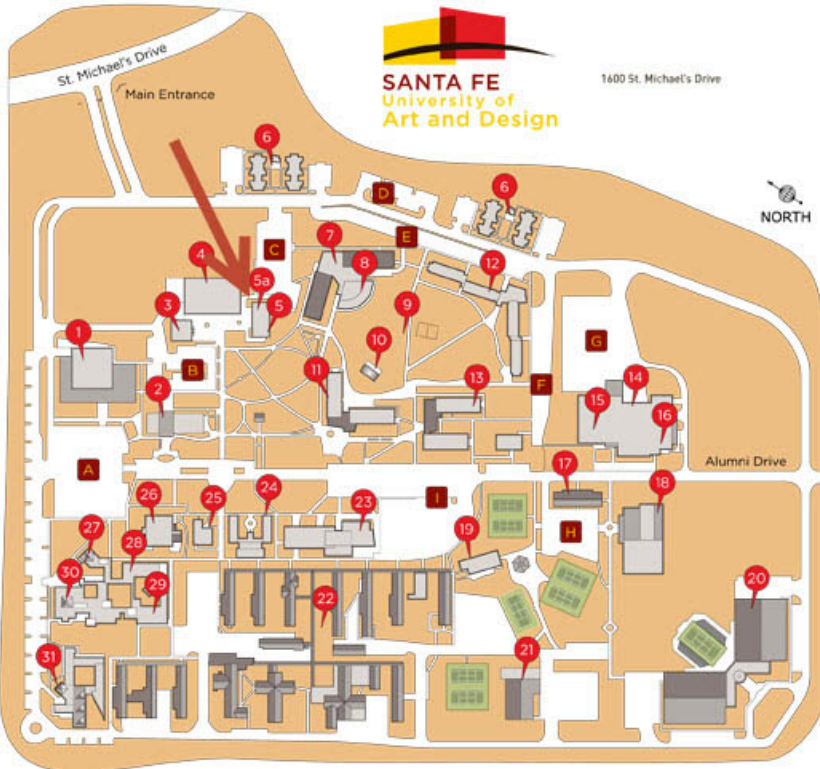 SANTA FE
University of
Art and Design
1600 St. Michael's Drive
St. Michael's Drive
Main Entrance
6
D
6
NORTH
E
7
C
4
8
12
5a
9
3
5
1
10
G
B
11
13
F
2
14
15
16
A
17
Alumni Drive
26
25
24
I
18
23
27
28
19
H
30
29
20
22
31
21